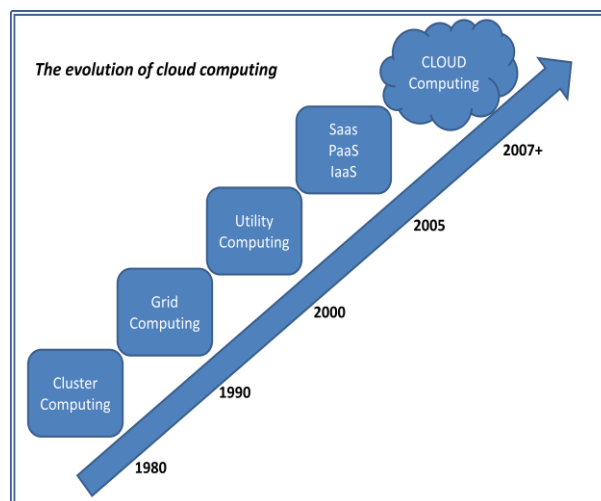 The evolution of cloud computing
CLOUD
Computing
Saas
PaaS
IaaS
2007+
Utility
Computing
2005
Grid
Computing
2000
Cluster
Computing
1990
1980